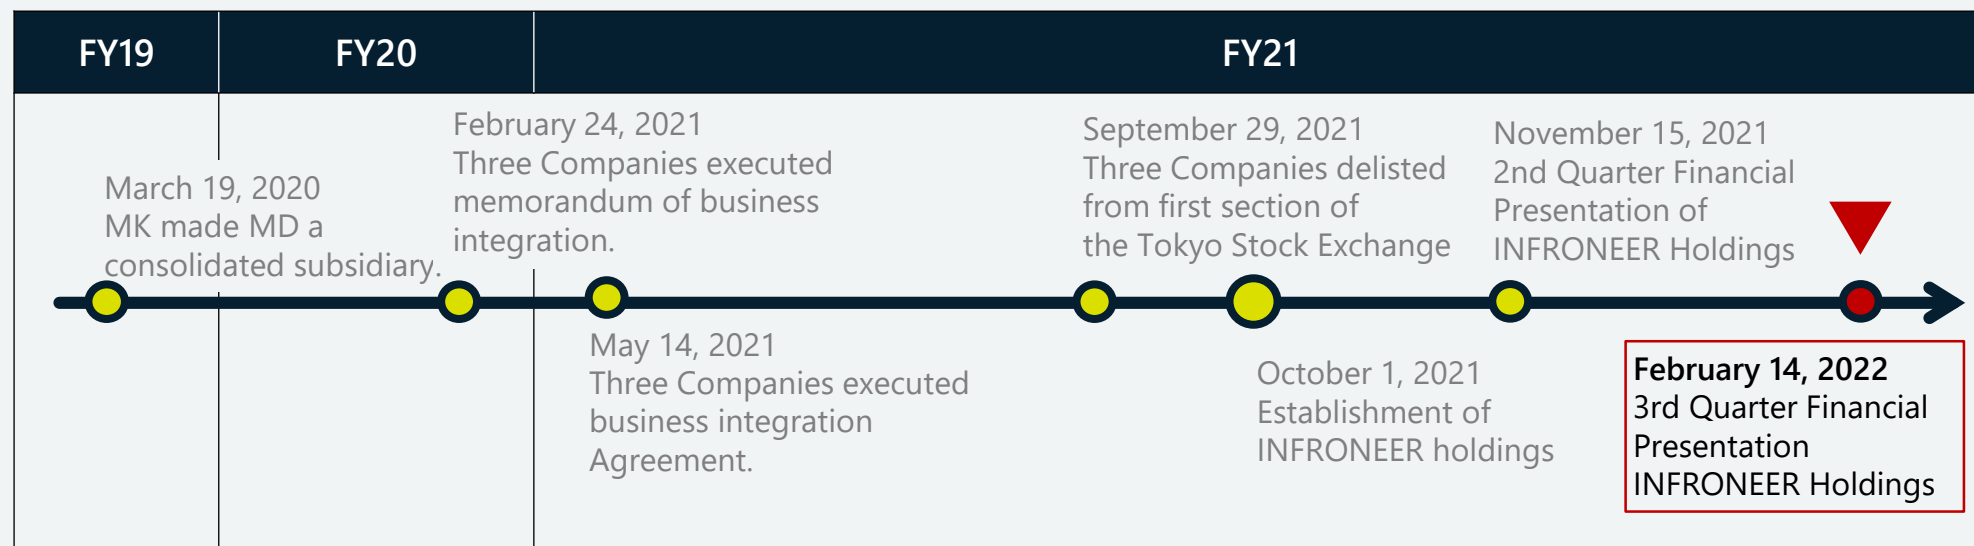 FY19
FY20
FY21
March 19, 2020
MK made MD a
consolidated subsidiary.
February 24, 2021
Three Companies executed
memorandum of business
integration.
May 14, 2021
Three Companies executed
business integration
Agreement.
September 29, 2021
Three Companies delisted
from first section of
the Tokyo Stock Exchange
October 1, 2021
Establishment of
INFRONEER holdings
November 15, 2021
2nd Quarter Financial
Presentation of
INFRONEER Holdings
February 14, 2022
3rd Quarter Financial
Presentation
INFRONEER Holdings